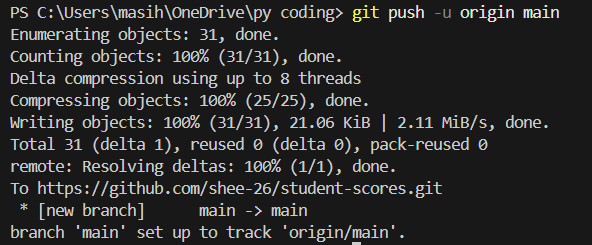 PS C:\Users\masih\OneDrive\py coding> git push -u origin main
Enumerating objects: 31, done.
Counting objects: 100% (31/31), done.
Delta compression using up to 8 threads
Compressing objects: 100% (25/25), done.
Writing objects: 100% (31/31), 21.06 KiB | 2.11 MiB/s, done.
Total 31 (delta 1), reused 0 (delta 0), pack-reused 0
remote: Resolving deltas: 100% (1/1), done.
To https://github.com/shee-26/student-scores.git
 * [new branch]      main -> main
branch 'main' set up to track 'origin/main'.